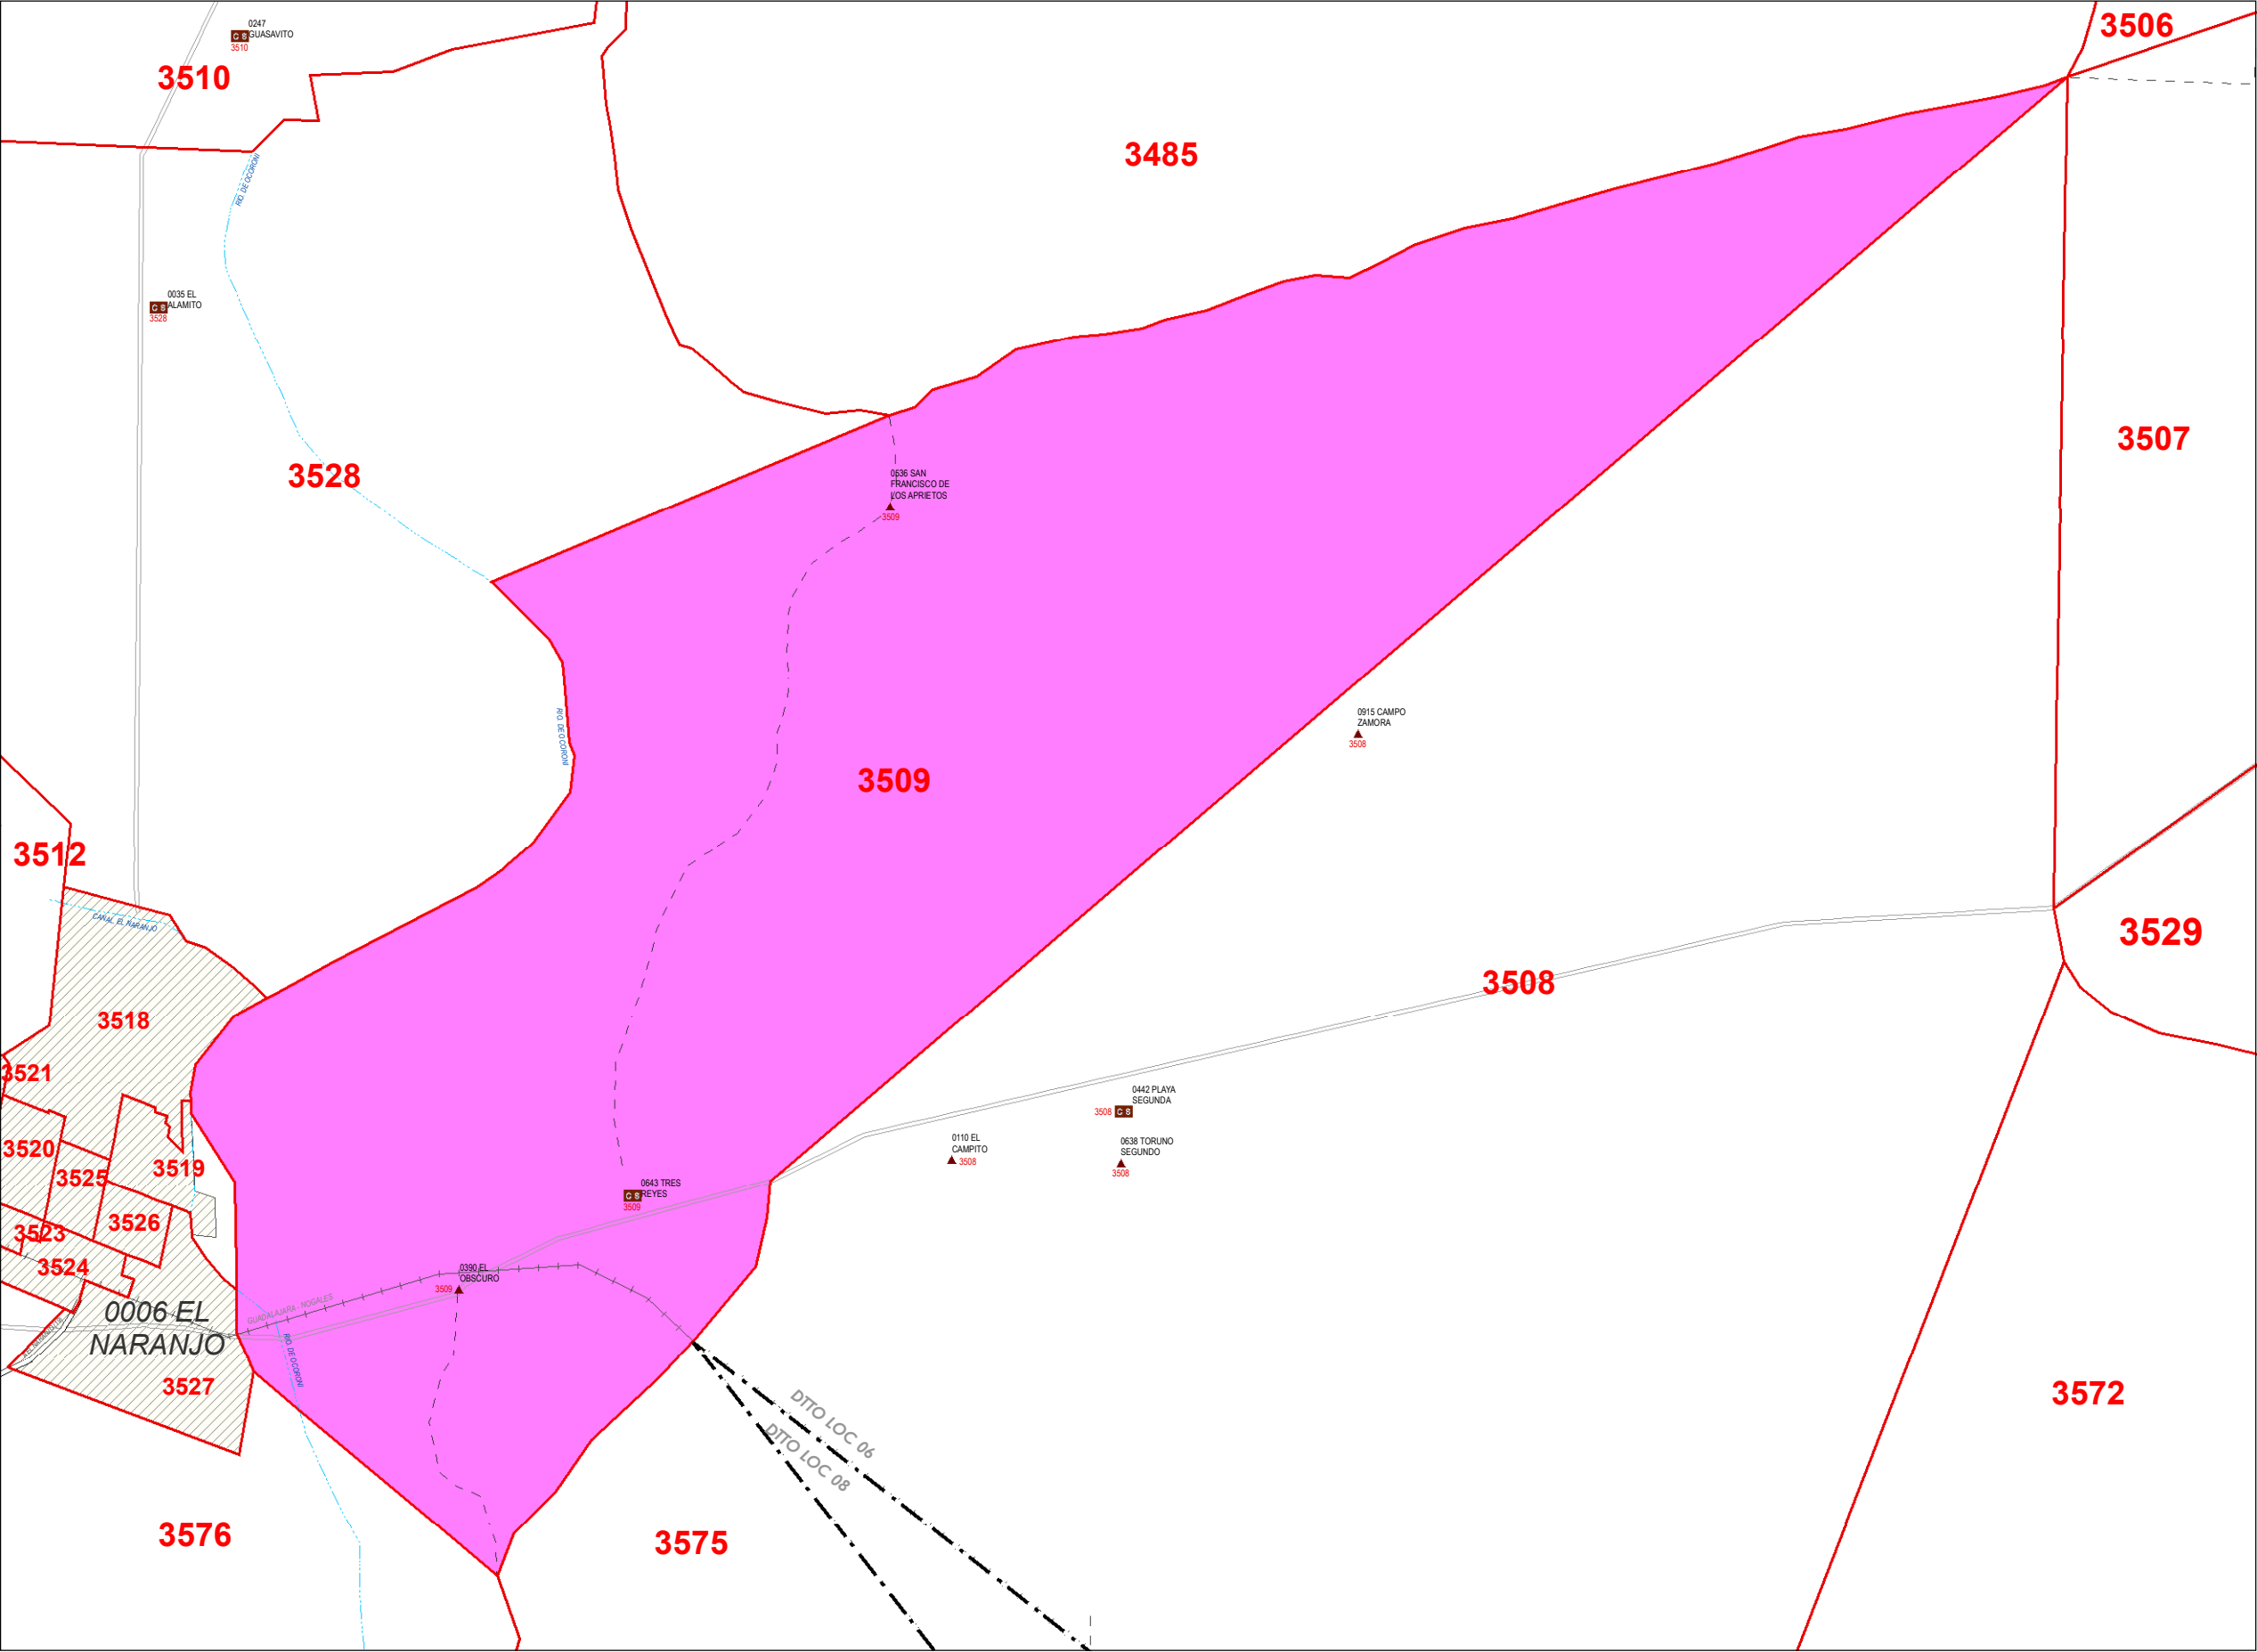 0247
GUASAVITO
C S
3510
3510
3506
3485
RIO. DE OCORONI
0035 EL
ALAMITO
C S
3528
3528
3507
0536 SAN
FRANCISCO DE
LOS APRIETOS
3509
RIO. DE OCORONI
0915 CAMPO
ZAMORA
3508
3509
3512
CANAL EL NARANJO
3529
3508
3518
3521
0442 PLAYA
SEGUNDA
3508 C S
0110 EL
CAMPITO
3508
0638 TORUNO
SEGUNDO
3508
3520
3525
3519
0643 TRES
REYES
C S
3509
3523
3526
3524
0390 EL
OBSCURO
3509
GUADALAJARA - NOGALES
0006 EL
NARANJO
RIO. DE OCORONI
3527
3572
DTTO LOC 06
DTTO LOC 08
3576
3575